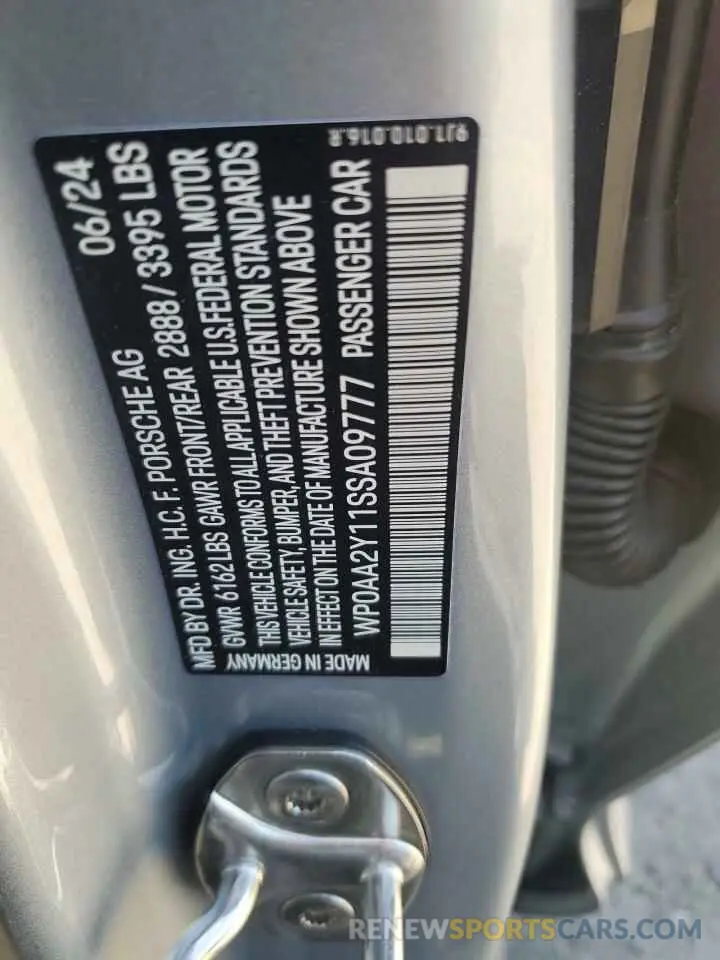 MFD BY DR. ING. H.C. F. PORSCHE AG 06/24
GVWR 6162 LBS GAWR FRONT/REAR 2888 / 3395 LBS
THIS VEHICLE CONFORMS TO ALL APPLICABLE U.S. FEDERAL MOTOR
VEHICLE SAFETY, BUMPER, AND THEFT PREVENTION STANDARDS
IN EFFECT ON THE DATE OF MANUFACTURE SHOWN ABOVE
WP0AA2Y11SSA09777 PASSENGER CAR
MADE IN GERMANY
9J1.010.016.R
RENEWSPORTSCARS.COM